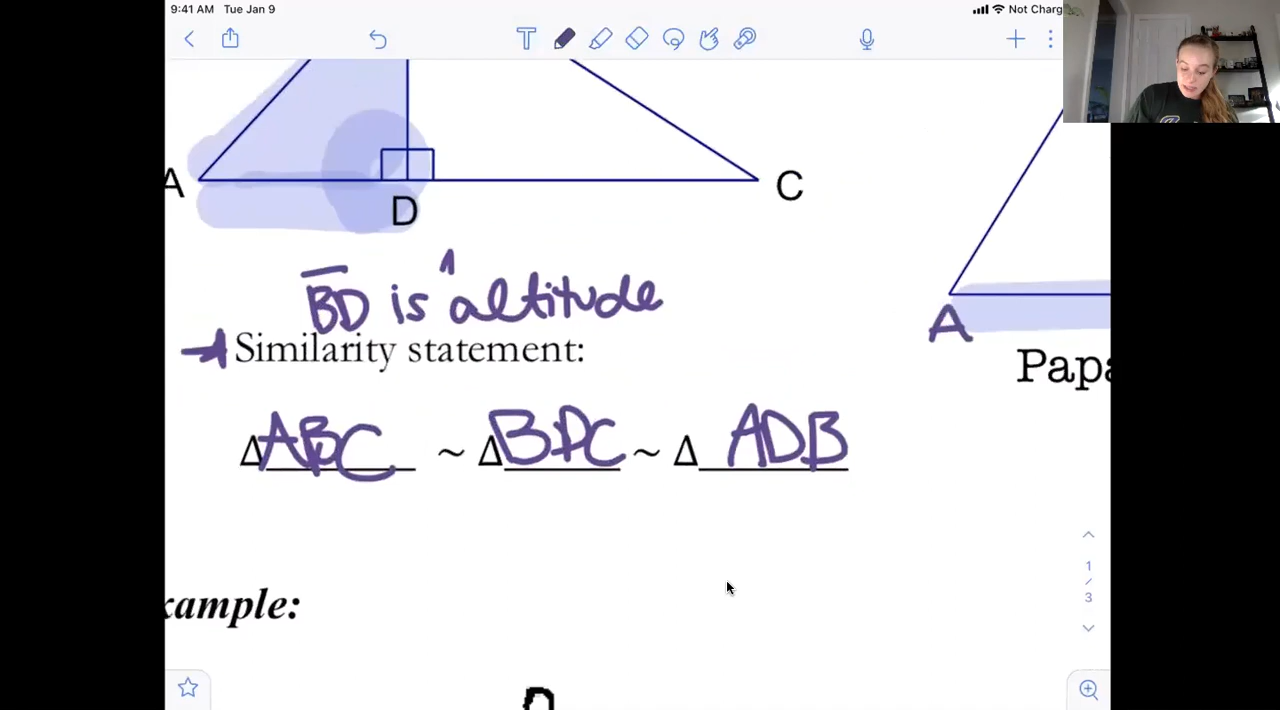 9:41 AM Tue Jan 9
Not Charg
T
A
D
C
BD is altitude
Similarity statement:
ΔABC ~ ΔBDC ~ Δ ADB
A
Papa
xample:
1
/
3